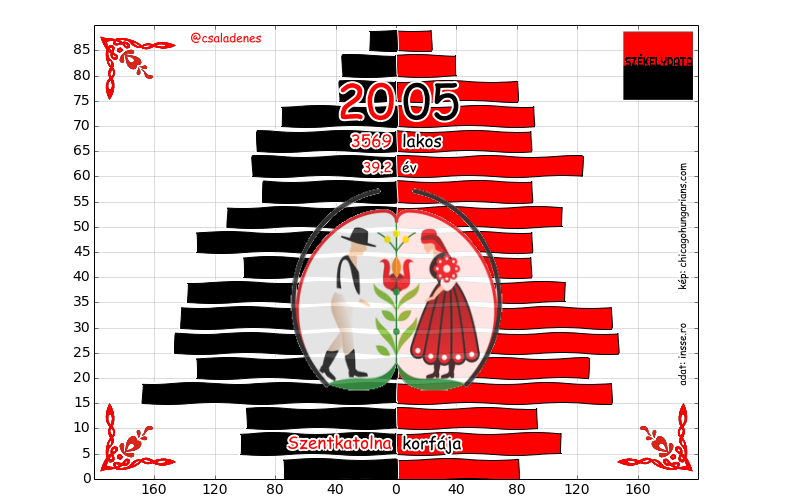 @csaladenes
SZÉKELYDATA
2005
3569 lakos
39.2 év
kép: chicagohungarians.com
adat: insse.ro
Szentkatolna korfája
85
80
75
70
65
60
55
50
45
40
35
30
25
20
15
10
5
0
160 120 80 40 0 40 80 120 160